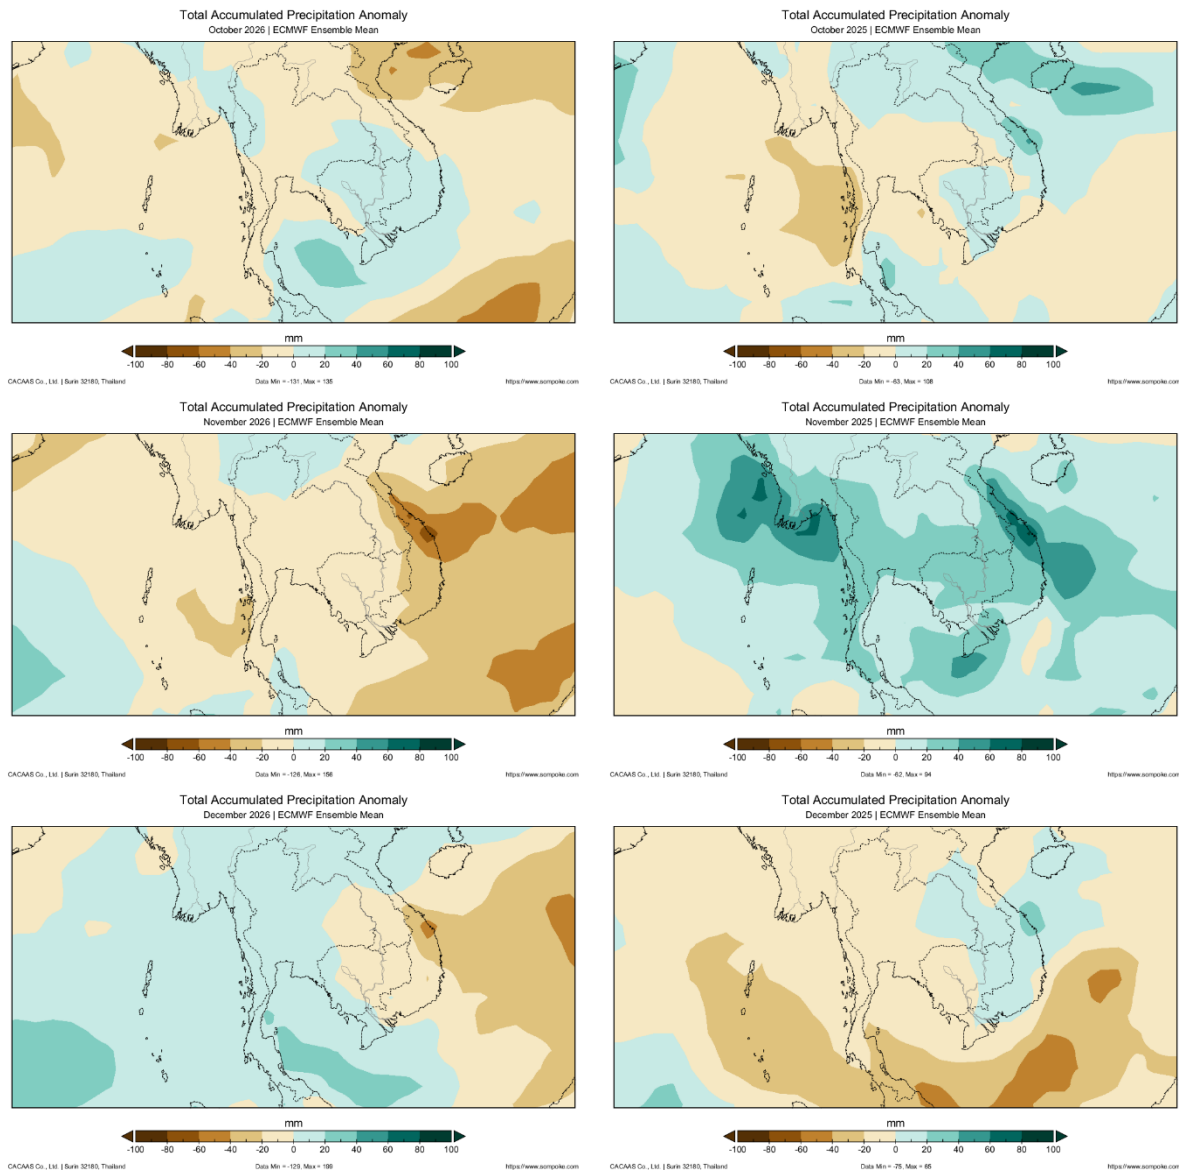 Total Accumulated Precipitation Anomaly
October 2026 | ECMWF Ensemble Mean
mm
-100 -80 -60 -40 -20 0 20 40 60 80 100
CACAAS Co., Ltd. | Surin 32180, Thailand Data Min = -131, Max = 135 https://www.sompoke.com
Total Accumulated Precipitation Anomaly
October 2025 | ECMWF Ensemble Mean
mm
-100 -80 -60 -40 -20 0 20 40 60 80 100
CACAAS Co., Ltd. | Surin 32180, Thailand Data Min = -63, Max = 108 https://www.sompoke.com
Total Accumulated Precipitation Anomaly
November 2026 | ECMWF Ensemble Mean
mm
-100 -80 -60 -40 -20 0 20 40 60 80 100
CACAAS Co., Ltd. | Surin 32180, Thailand Data Min = -126, Max = 156 https://www.sompoke.com
Total Accumulated Precipitation Anomaly
November 2025 | ECMWF Ensemble Mean
mm
-100 -80 -60 -40 -20 0 20 40 60 80 100
CACAAS Co., Ltd. | Surin 32180, Thailand Data Min = -62, Max = 94 https://www.sompoke.com
Total Accumulated Precipitation Anomaly
December 2026 | ECMWF Ensemble Mean
mm
-100 -80 -60 -40 -20 0 20 40 60 80 100
CACAAS Co., Ltd. | Surin 32180, Thailand Data Min = -129, Max = 199 https://www.sompoke.com
Total Accumulated Precipitation Anomaly
December 2025 | ECMWF Ensemble Mean
mm
-100 -80 -60 -40 -20 0 20 40 60 80 100
CACAAS Co., Ltd. | Surin 32180, Thailand Data Min = -75, Max = 65 https://www.sompoke.com